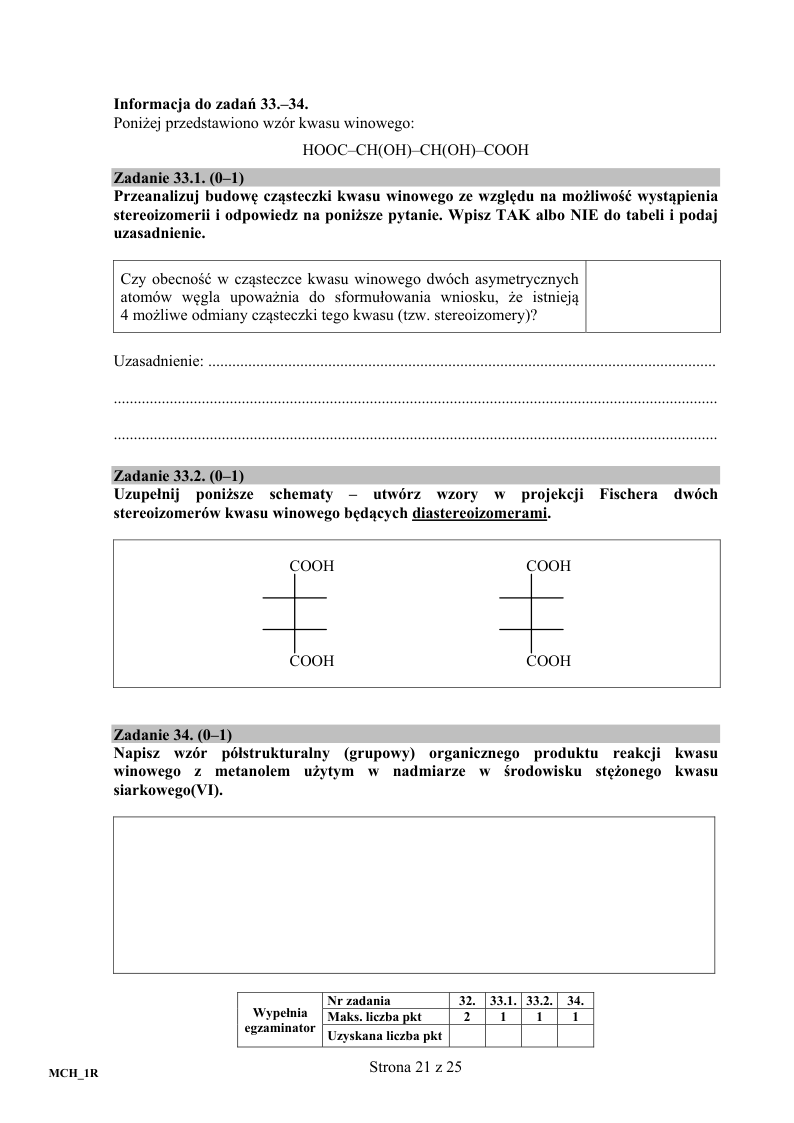 Informacja do zadań 33.–34.
Poniżej przedstawiono wzór kwasu winowego:
HOOC–CH(OH)–CH(OH)–COOH
Zadanie 33.1. (0–1)
Przeanalizuj budowę cząsteczki kwasu winowego ze względu na możliwość wystąpienia
stereoizomerii i odpowiedz na poniższe pytanie. Wpisz TAK albo NIE do tabeli i podaj
uzasadnienie.
Czy obecność w cząsteczce kwasu winowego dwóch asymetrycznych
atomów węgla upoważnia do sformułowania wniosku, że istnieją
4 możliwe odmiany cząsteczki tego kwasu (tzw. stereoizomery)?
Uzasadnienie: ...............................................................................................................................
.......................................................................................................................................................
.......................................................................................................................................................
Zadanie 33.2. (0–1)
Uzupełnij poniższe schematy – utwórz wzory w projekcji Fischera dwóch
stereoizomerów kwasu winowego będących diastereoizomerami.
COOH COOH
COOH COOH
Zadanie 34. (0–1)
Napisz wzór półstrukturalny (grupowy) organicznego produktu reakcji kwasu
winowego z metanolem użytym w nadmiarze w środowisku stężonego kwasu
siarkowego(VI).
Wypełnia
egzaminator
Nr zadania 32. 33.1. 33.2. 34.
Maks. liczba pkt 2 1 1 1
Uzyskana liczba pkt
Strona 21 z 25
MCH_1R